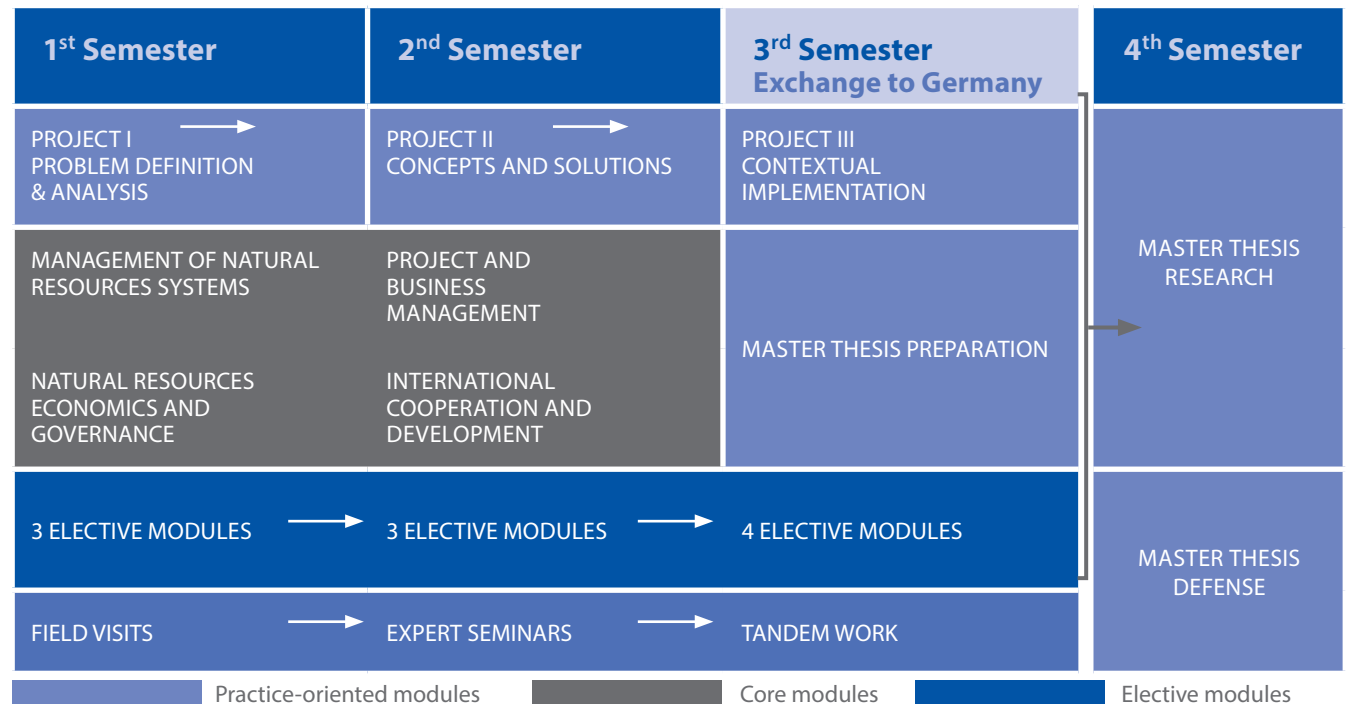 1st Semester
2nd Semester
3rd Semester
Exchange to Germany
4th Semester
PROJECT I
PROBLEM DEFINITION
& ANALYSIS
PROJECT II
CONCEPTS AND SOLUTIONS
PROJECT III
CONTEXTUAL
IMPLEMENTATION
MANAGEMENT OF NATURAL
RESOURCES SYSTEMS
PROJECT AND
BUSINESS
MANAGEMENT
NATURAL RESOURCES
ECONOMICS AND
GOVERNANCE
INTERNATIONAL
COOPERATION AND
DEVELOPMENT
MASTER THESIS PREPARATION
MASTER THESIS
RESEARCH
3 ELECTIVE MODULES
3 ELECTIVE MODULES
4 ELECTIVE MODULES
MASTER THESIS
DEFENSE
FIELD VISITS
EXPERT SEMINARS
TANDEM WORK
Practice-oriented modules
Core modules
Elective modules